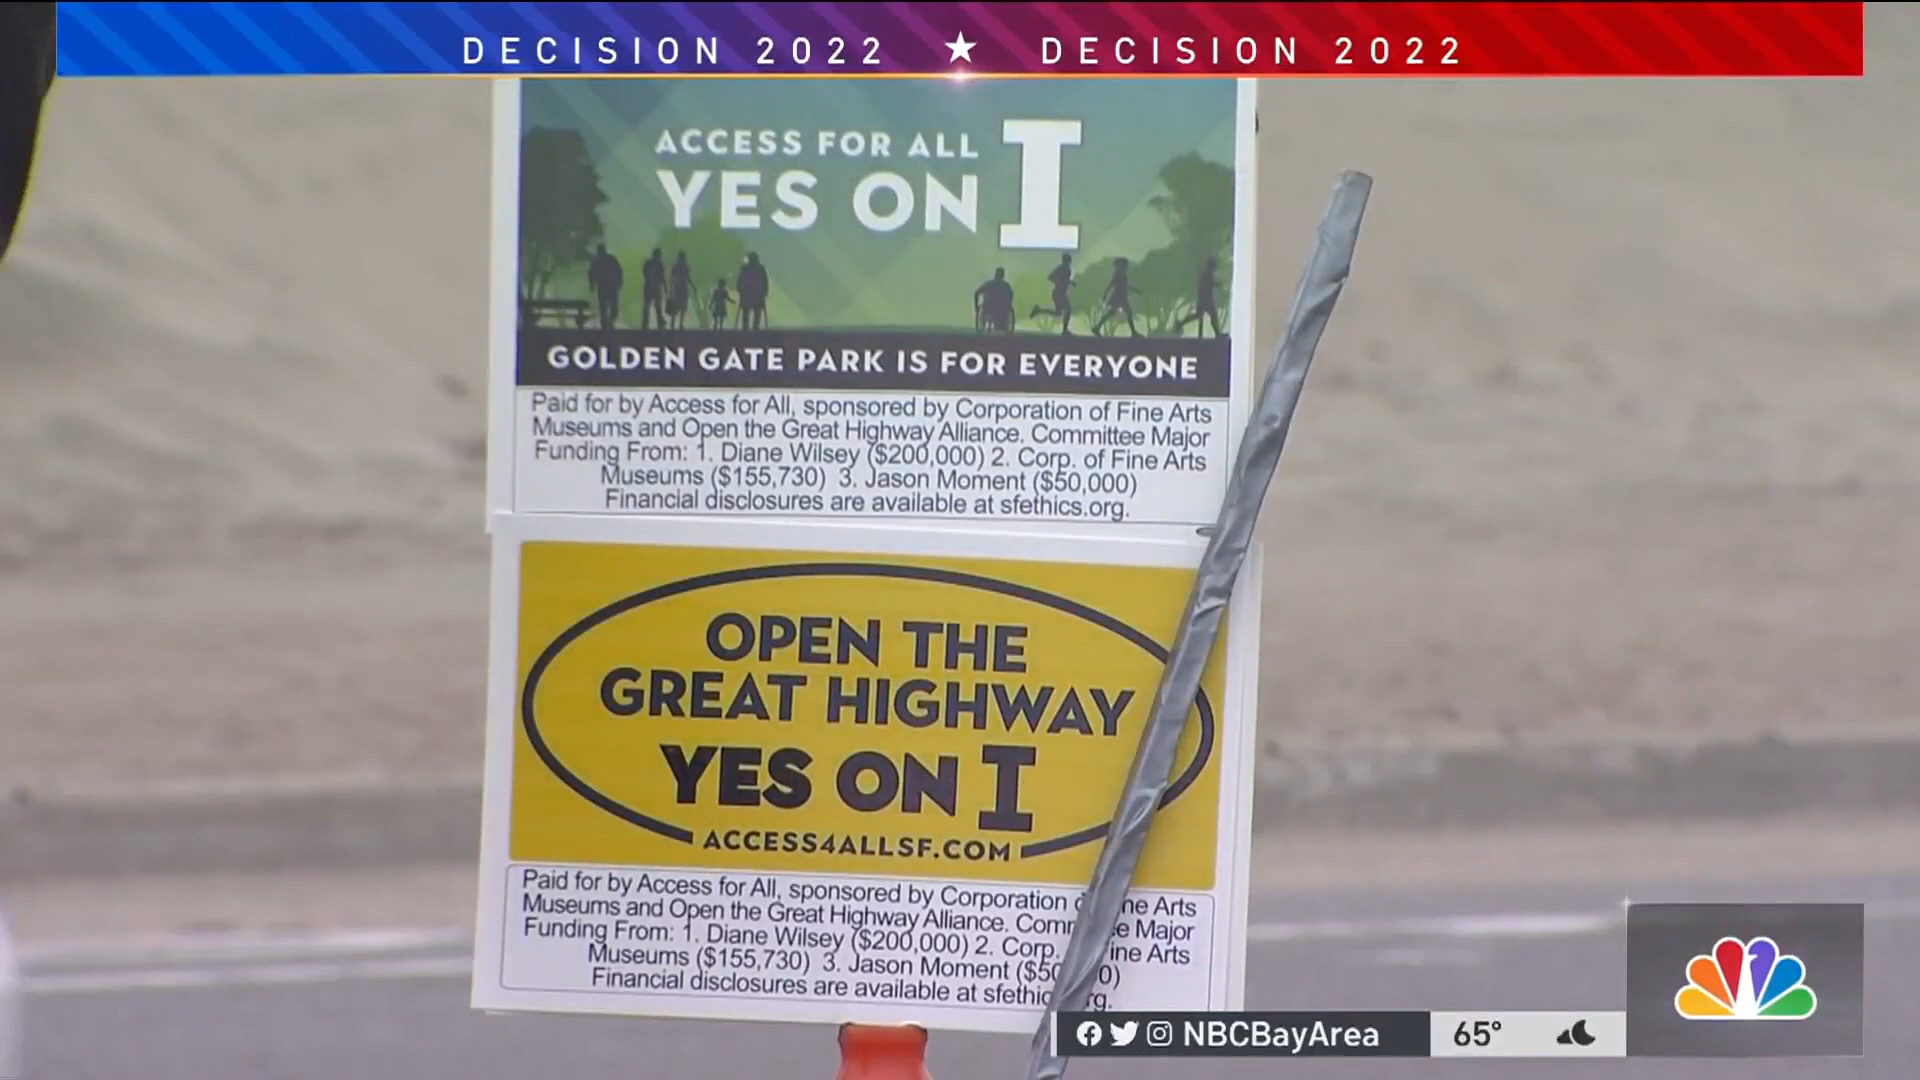 DECISION 2022 ★ DECISION 2022
ACCESS FOR ALL
YES ON I
GOLDEN GATE PARK IS FOR EVERYONE
Paid for by Access for All, sponsored by Corporation of Fine Arts
Museums and Open the Great Highway Alliance. Committee Major
Funding From: 1. Diane Wilsey ($200,000) 2. Corp. of Fine Arts
Museums ($155,730) 3. Jason Moment ($50,000)
Financial disclosures are available at sfethics.org.
OPEN THE
GREAT HIGHWAY
YES ON I
ACCESS4ALLSF.COM
Paid for by Access for All, sponsored by Corporation Arts
Museums and Open the Great Highway Alliance. Major
Funding From: 1. Diane Wilsey ($200,000) 2. Corp. Arts
Museums ($155,730) 3. Jason Moment
Financial disclosures are available at
NBCBayArea 65°